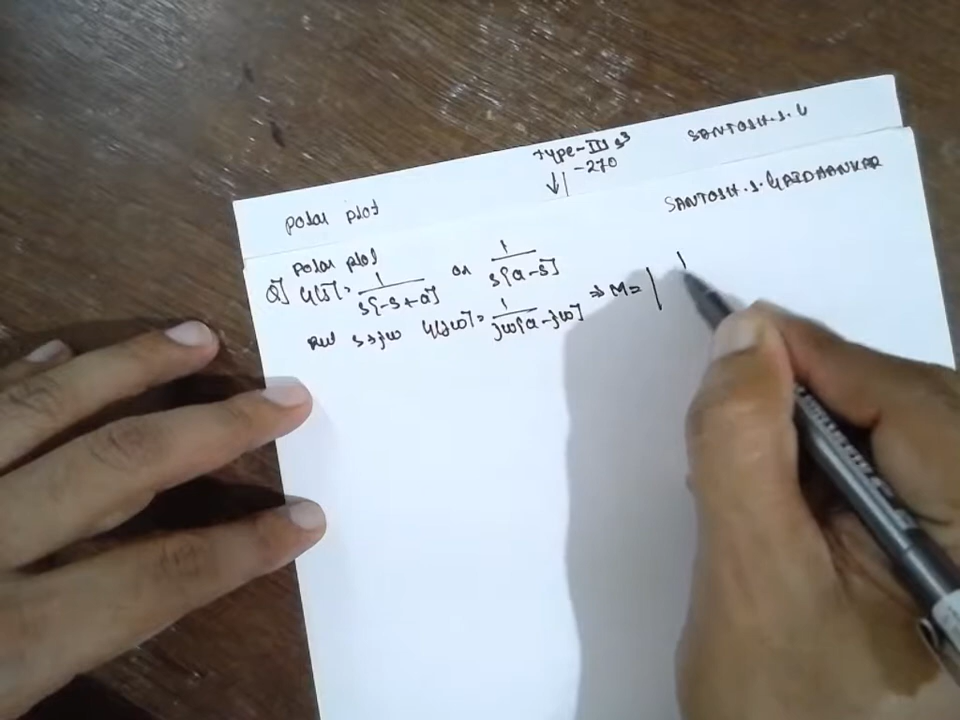 type-III s³
SANTOSH.S.G
↓| -270
Polar plot
SANTOSH.S.GAIDHANKAR
Polar plot
Q] G[s] = 1/s[-s+a] or 1/s[a-s]
Put s→jω G[jω] = 1/jω[a-jω] ⇒ M= | 1